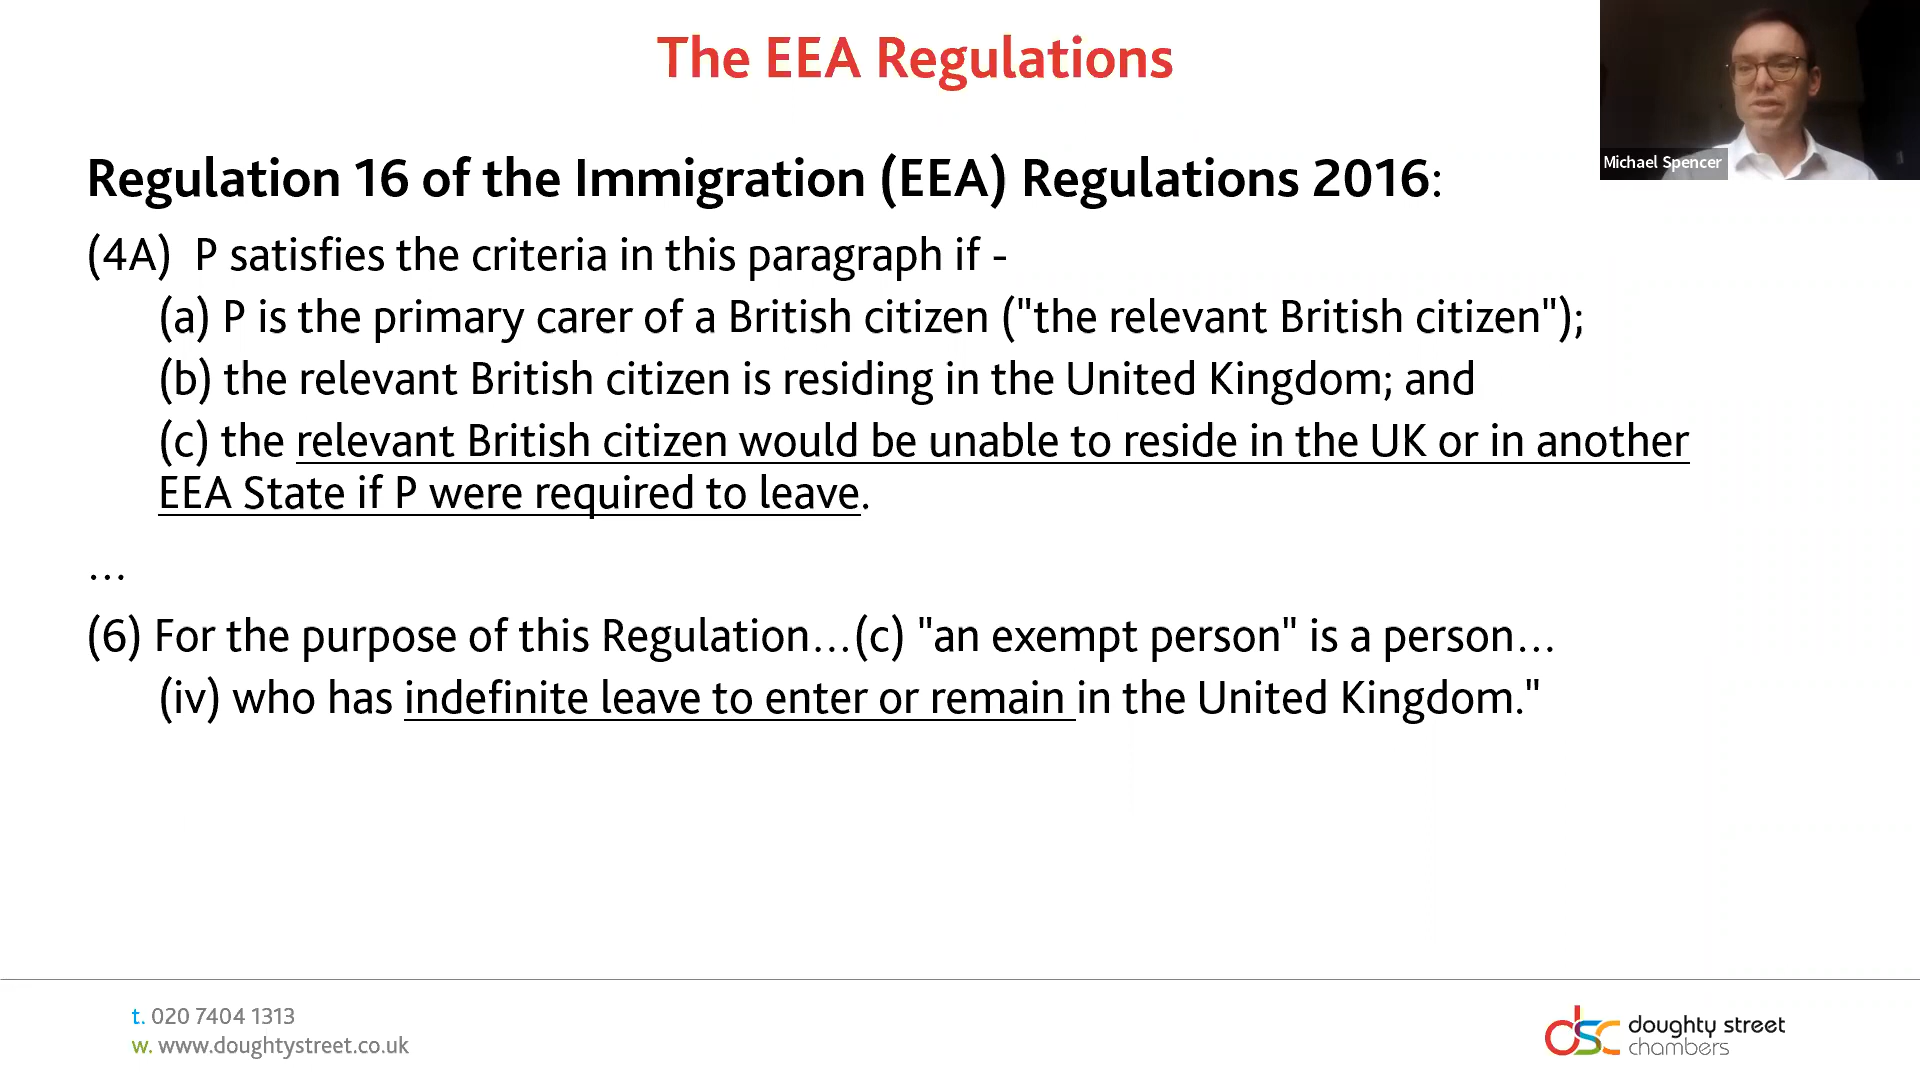 The EEA Regulations
Michael Spencer
Regulation 16 of the Immigration (EEA) Regulations 2016:
(4A) P satisfies the criteria in this paragraph if -
(a) P is the primary carer of a British citizen ("the relevant British citizen");
(b) the relevant British citizen is residing in the United Kingdom; and
(c) the relevant British citizen would be unable to reside in the UK or in another
EEA State if P were required to leave.
...
(6) For the purpose of this Regulation...(c) "an exempt person" is a person...
(iv) who has indefinite leave to enter or remain in the United Kingdom."
t. 020 7404 1313
w. www.doughtystreet.co.uk
dsc doughty street
chambers